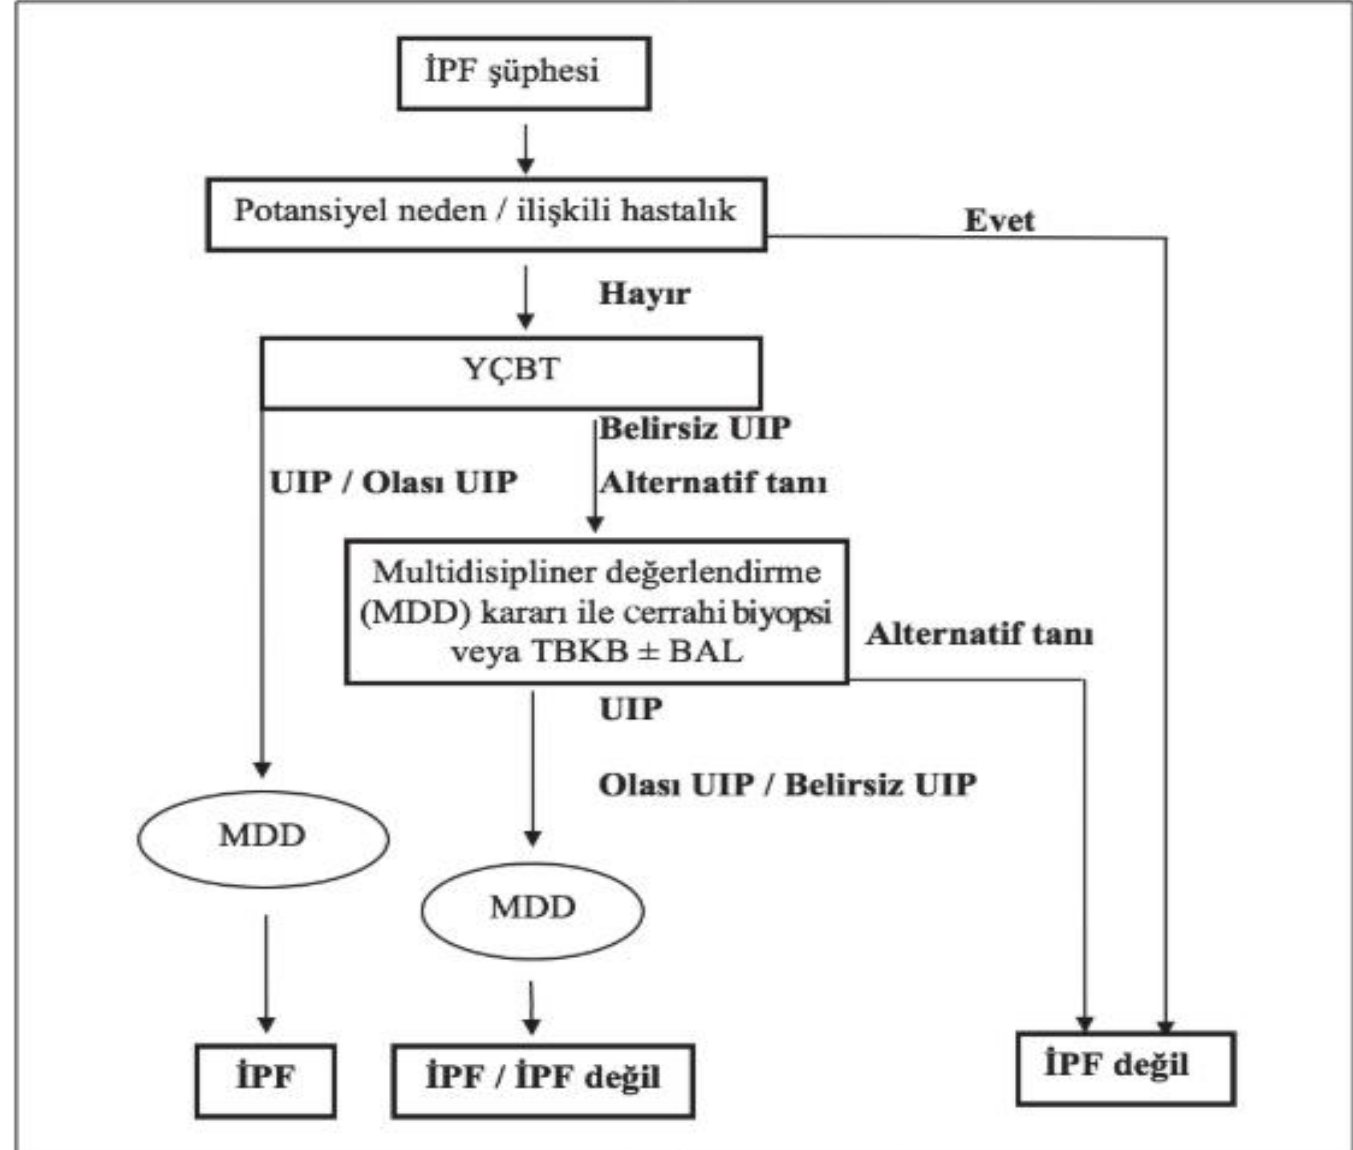 İPF şüphesi
Potansiyel neden / ilişkili hastalık
Evet
Hayır
YÇBT
Belirsiz UIP
UIP / Olası UIP
Alternatif tanı
Multidisipliner değerlendirme
(MDD) kararı ile cerrahi biyopsi
veya TBKB ± BAL
Alternatif tanı
UIP
Olası UIP / Belirsiz UIP
MDD
MDD
İPF
İPF / İPF değil
İPF değil